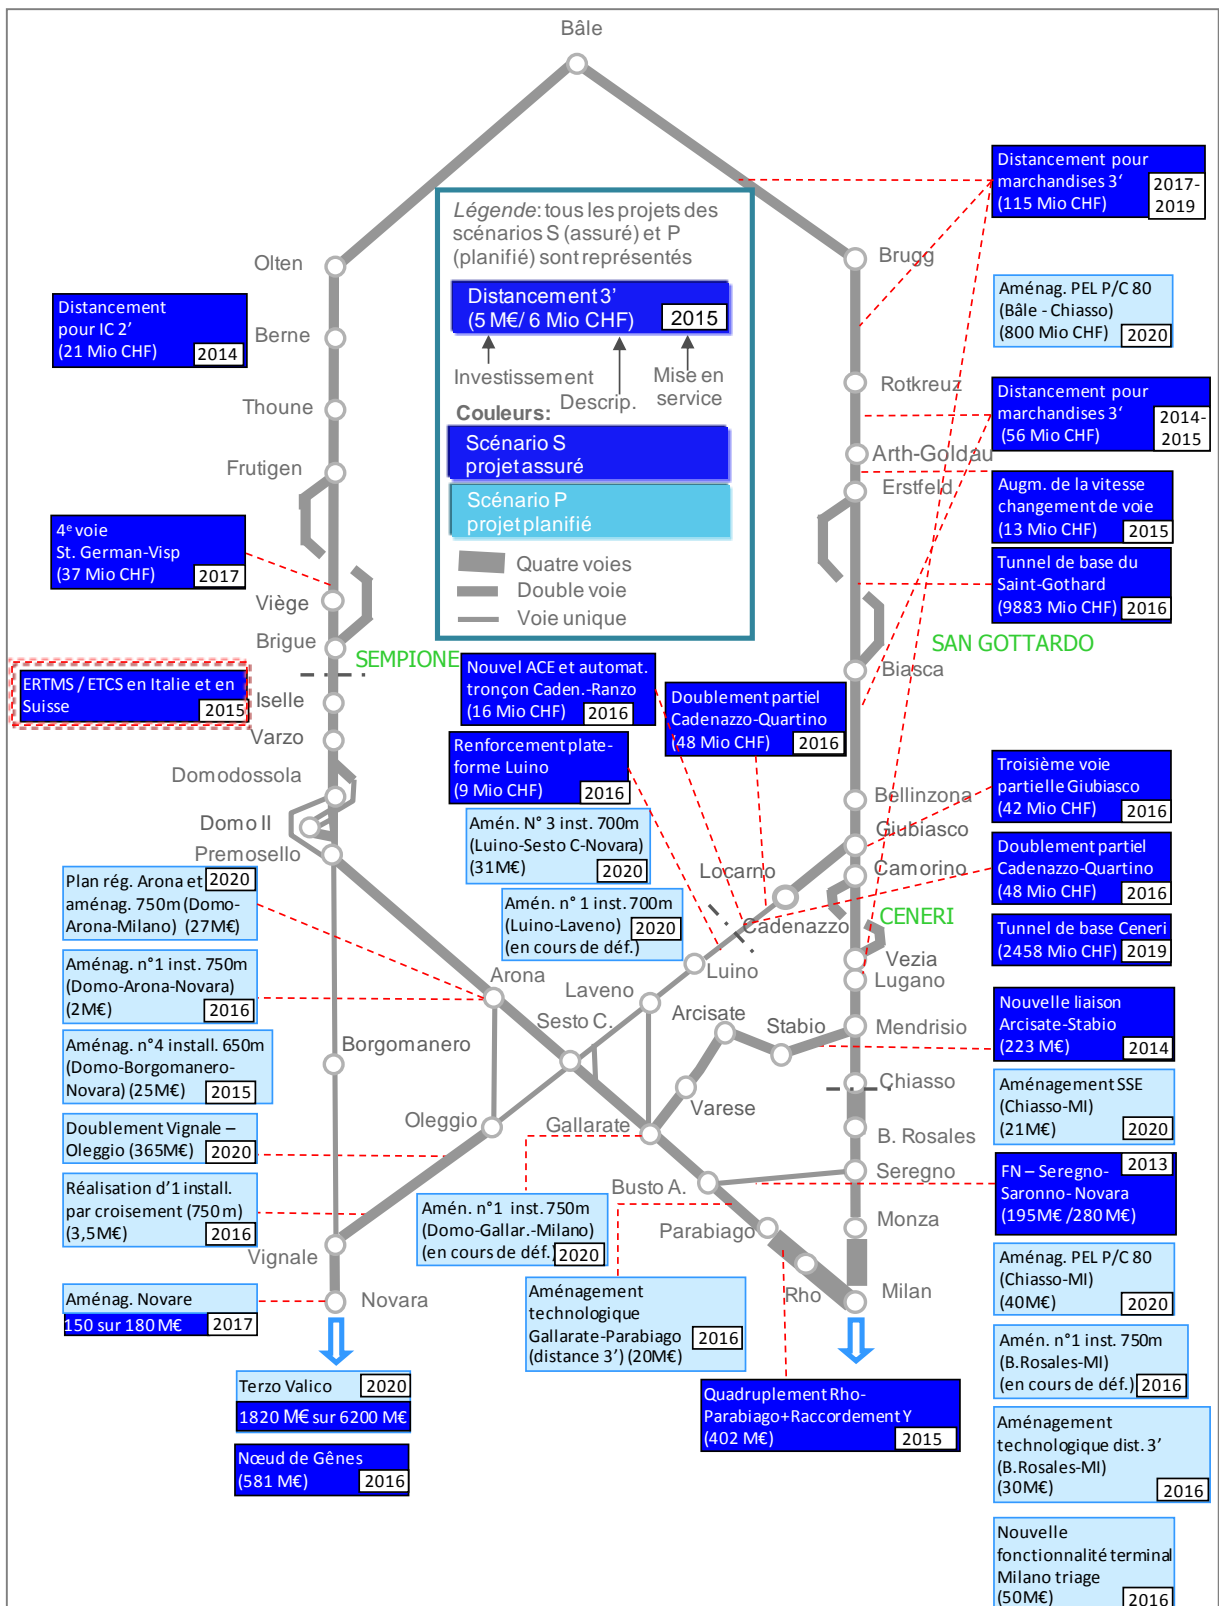 Bâle
Légende: tous les projets des
scénarios S (assuré) et P
(planifié) sont représentés
Distancement 3’
(5 M€/ 6 Mio CHF)
2015
Investissement
Descrip.
Mise en
service
Couleurs:
Scénario S
projet assuré
Scénario P
projet planifié
Quatre voies
Double voie
Voie unique
Olten
Berne
Thoune
Frutigen
Viège
Brigue
SEMPIONE
Iselle
Varzo
Domodossola
Domo II
Premosello
Borgomanero
Vignale
Novara
Arona
Oleggio
Sesto C.
Laveno
Luino
Gallarate
Busto A.
Parabiago
Rho
Milan
Arcisate
Varese
Stabio
Locarno
Cadenazzo
Brugg
Rotkreuz
Arth-Goldau
Erstfeld
SAN GOTTARDO
Biasca
Bellinzona
Giubiasco
Camorino
CENERI
Vezia
Lugano
Mendrisio
Chiasso
B. Rosales
Seregno
Monza
Distancement
pour IC 2’
(21 Mio CHF)
2014
4e voie
St. German-Visp
(37 Mio CHF)
2017
ERTMS / ETCS en Italie et en
Suisse
2015
Plan rég. Arona et
2020
aménag. 750m (Domo-
Arona-Milano) (27M€)
Aménag. n°1 inst. 750m
(Domo-Arona-Novara)
(2M€)
2016
Aménag. n°4 install. 650m
(Domo-Borgomanero-
Novara) (25M€)
2015
Doublement Vignale –
Oleggio (365M€)
2020
Réalisation d’1 install.
par croisement (750 m)
(3,5M€)
2016
Aménag. Novare
150 sur 180 M€
2017
Terzo Valico
2020
1820 M€ sur 6200 M€
Nœud de Gênes
(581 M€)
2016
Nouvel ACE et automat.
tronçon Caden.-Ranzo
(16 Mio CHF)
2016
Doublement partiel
Cadenazzo-Quartino
(48 Mio CHF)
2016
Renforcement plate-
forme Luino
(9 Mio CHF)
2016
Amén. N° 3 inst. 700m
(Luino-Sesto C-Novara)
(31M€)
2020
Amén. n° 1 inst. 700m
(Luino-Laveno)
(en cours de déf.)
2020
Amén. n°1 inst. 750m
(Domo-Gallar.-Milano)
(en cours de déf.)
2020
Aménagement
technologique
Gallarate-Parabiago
(distance 3’) (20M€)
2016
Quadruplement Rho-
Parabiago+Raccordement Y
(402 M€)
2015
Distancement pour
marchandises 3‘
(115 Mio CHF)
2017-
2019
Aménag. PEL P/C 80
(Bâle - Chiasso)
(800 Mio CHF)
2020
Distancement pour
marchandises 3‘
(56 Mio CHF)
2014-
2015
Augm. de la vitesse
changement de voie
(13 Mio CHF)
2015
Tunnel de base du
Saint-Gothard
(9883 Mio CHF)
2016
Troisième voie
partielle Giubiasco
(42 Mio CHF)
2016
Doublement partiel
Cadenazzo-Quartino
(48 Mio CHF)
2016
Tunnel de base Ceneri
(2458 Mio CHF)
2019
Nouvelle liaison
Arcisate-Stabio
(223 M€)
2014
Aménagement SSE
(Chiasso-MI)
(21M€)
2020
2013
FN – Seregno-
Saronno- Novara
(195M€ /280 M€)
Aménag. PEL P/C 80
(Chiasso-MI)
(40M€)
2020
Amén. n°1 inst. 750m
(B.Rosales-MI)
(en cours de déf.)
2016
Aménagement
technologique dist. 3’
(B.Rosales-MI)
(30M€)
2016
Nouvelle
fonctionnalité terminal
Milano triage
(50M€)
2016